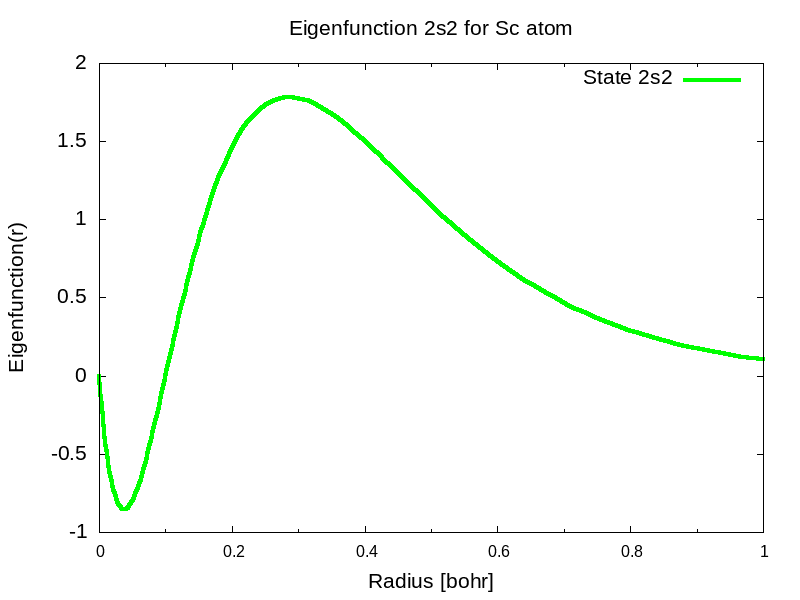 Eigenfunction 2s2 for Sc atom
State 2s2
2
1.5
1
0.5
0
-0.5
-1
Eigenfunction(r)
0 0.2 0.4 0.6 0.8 1
Radius [bohr]